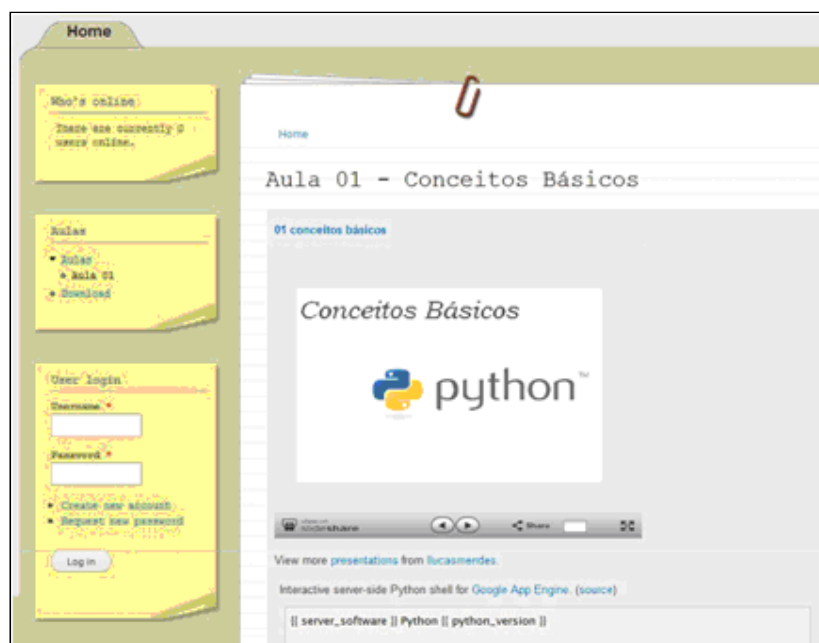 Home
Who's online
There are currently 0
users online.
Aulas
Aulas
Aula 01
Download
User login
Username *
Password *
Create new account
Request new password
Log in
Home
Aula 01 - Conceitos Básicos
01 conceitos básicos
Conceitos Básicos
python™
slideshare
Share
View more presentations from llucasmendes.
Interactive server-side Python shell for Google App Engine. (source)
{{ server_software }} Python {{ python_version }}